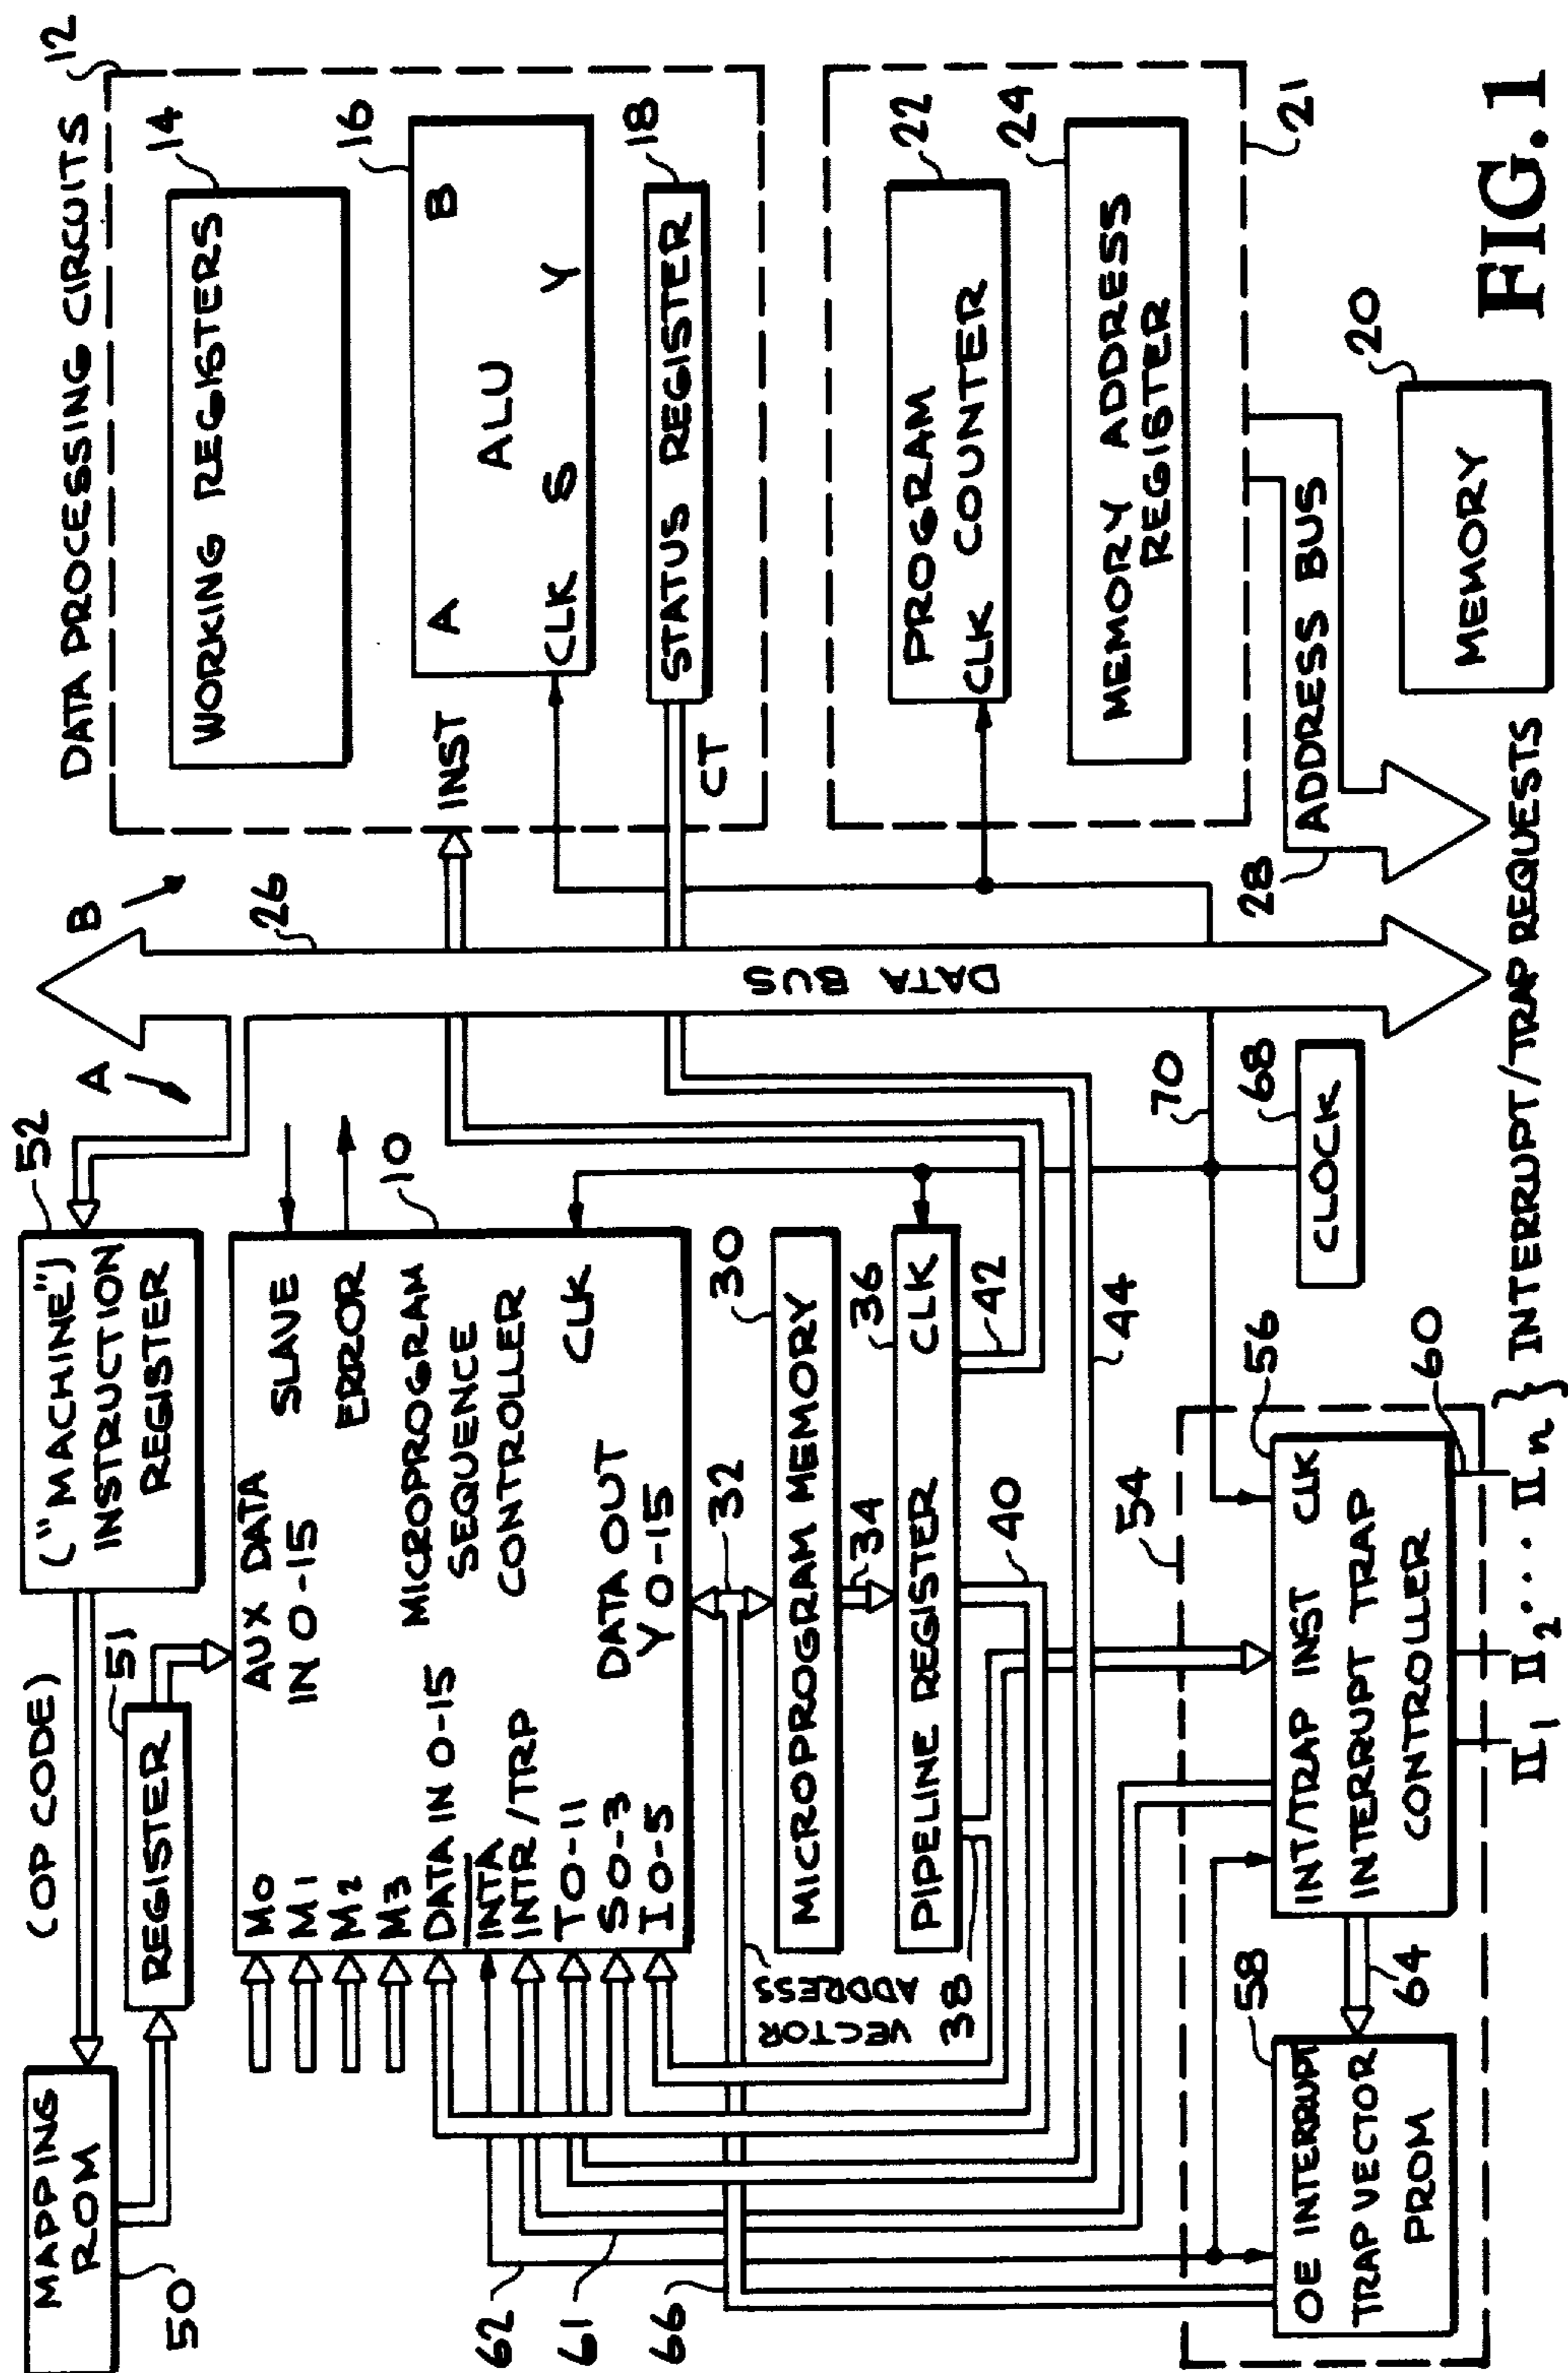 MAPPING
ROM
50
(OP CODE)
("MACHINE")
INSTRUCTION
REGISTER
52
REGISTER
51
A
B
26
DATA BUS
DATA PROCESSING CIRCUITS
12
WORKING REGISTERS
14
INST
A
B
ALU
CLK
S
Y
16
STATUS REGISTER
18
CT
PROGRAM
CLK COUNTER
22
MEMORY ADDRESS
REGISTER
24
21
ADDRESS BUS
28
MEMORY
20
M0
M1
M2
M3
DATA IN 0-15
INTA
INTR/TRP
T0-11
S0-3
I0-5
AUX DATA
IN 0-15
SLAVE
ERROR
MICROPROGRAM
SEQUENCE
CONTROLLER
CLK
DATA OUT
Y 0-15
10
32
VECTOR
ADDRESS
MICROPROGRAM MEMORY
30
34
PIPELINE REGISTER
CLK
36
38
40
42
44
62
61
66
54
OE INTERRUPT
TRAP VECTOR
PROM
58
64
INT/TRAP INST CLK
INTERRUPT TRAP
CONTROLLER
56
60
CLOCK
68
70
II1 II2 ... IIn } INTERRUPT/TRAP REQUESTS
FIG. 1